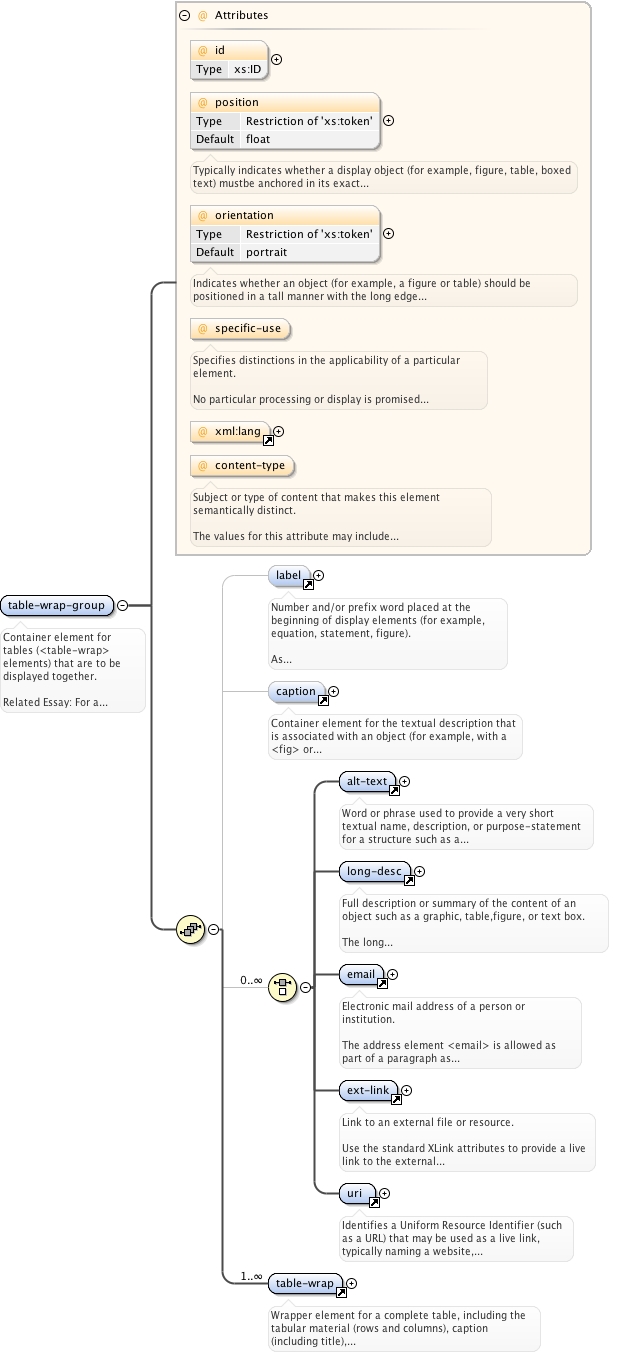 @ Attributes
@ id
Type xs:ID
@ position
Type Restriction of 'xs:token'
Default float
Typically indicates whether a display object (for example, figure, table, boxed
text) mustbe anchored in its exact...
@ orientation
Type Restriction of 'xs:token'
Default portrait
Indicates whether an object (for example, a figure or table) should be
positioned in a tall manner with the long edge...
@ specific-use
Specifies distinctions in the applicability of a particular
element.
No particular processing or display is promised...
@ xml:lang
@ content-type
Subject or type of content that makes this element
semantically distinct.
The values for this attribute may include...
table-wrap-group
Container element for
tables (<table-wrap>
elements) that are to be
displayed together.
Related Essay: For a...
label
Number and/or prefix word placed at the
beginning of display elements (for example,
equation, statement, figure).
As...
caption
Container element for the textual description that
is associated with an object (for example, with a
<fig> or...
0..∞
alt-text
Word or phrase used to provide a very short
textual name, description, or purpose-statement
for a structure such as a...
long-desc
Full description or summary of the content of an
object such as a graphic, table,figure, or text box.
The long...
email
Electronic mail address of a person or
institution.
The address element <email> is allowed as
part of a paragraph as...
ext-link
Link to an external file or resource.
Use the standard XLink attributes to provide a live
link to the external...
uri
Identifies a Uniform Resource Identifier (such
as a URL) that may be used as a live link,
typically naming a website,...
1..∞
table-wrap
Wrapper element for a complete table, including the
tabular material (rows and columns), caption
(including title),...